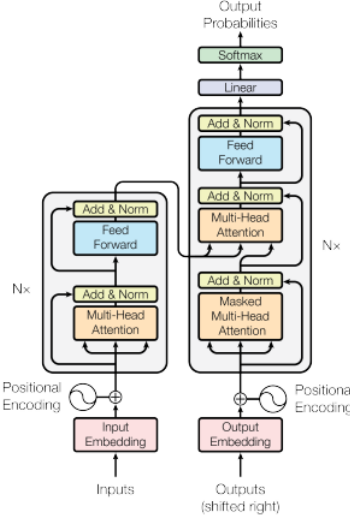 Output
Probabilities
Softmax
Linear
Add & Norm
Feed
Forward
Add & Norm
Multi-Head
Attention
Add & Norm
Masked
Multi-Head
Attention
N×
Add & Norm
Feed
Forward
Add & Norm
Multi-Head
Attention
N×
Positional
Encoding
Positional
Encoding
Input
Embedding
Output
Embedding
Inputs
Outputs
(shifted right)